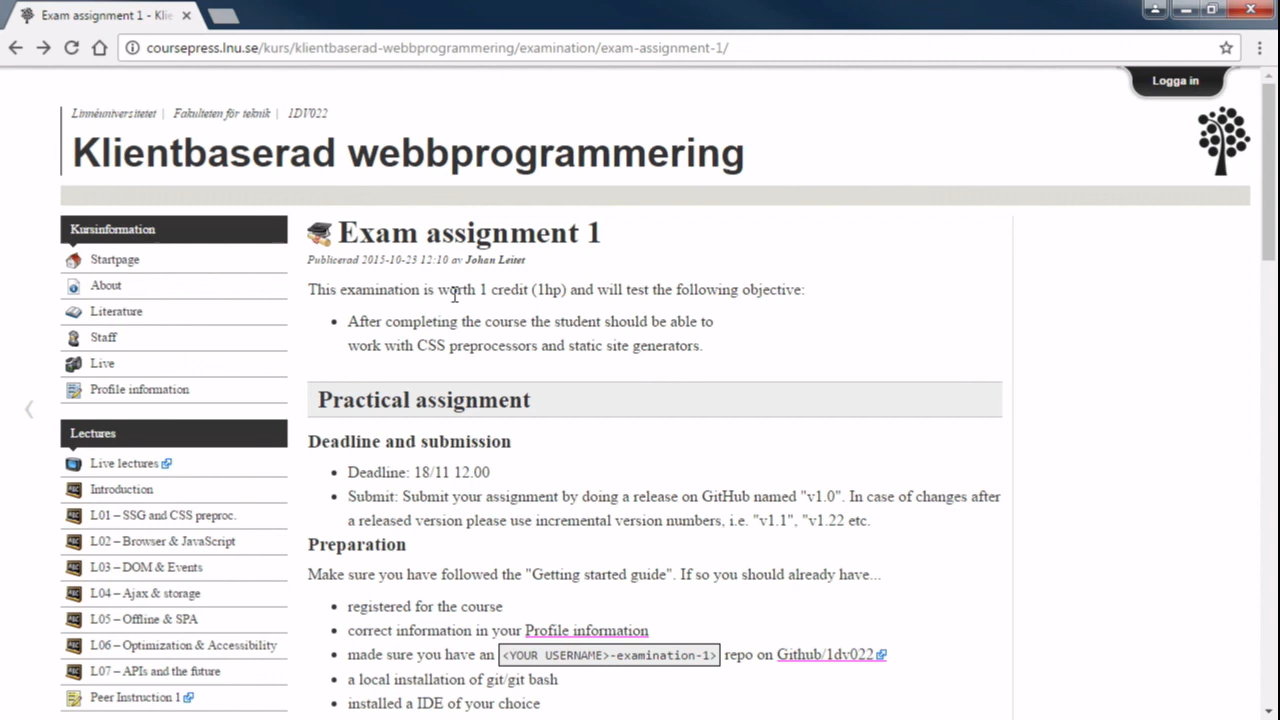 Exam assignment 1 - Klie
coursepress.lnu.se/kurs/klientbaserad-webbprogrammering/examination/exam-assignment-1/
Logga in
Linnéuniversitetet | Fakulteten för teknik | 1DV022
Klientbaserad webbprogrammering
Kursinformation
Startpage
About
Literature
Staff
Live
Profile information
Lectures
Live lectures
Introduction
L01 – SSG and CSS preproc.
L02 – Browser & JavaScript
L03 – DOM & Events
L04 – Ajax & storage
L05 – Offline & SPA
L06 – Optimization & Accessibility
L07 – APIs and the future
Peer Instruction 1
Exam assignment 1
Publicerad 2015-10-23 12:10 av Johan Leitet
This examination is worth 1 credit (1hp) and will test the following objective:
• After completing the course the student should be able to
work with CSS preprocessors and static site generators.
Practical assignment
Deadline and submission
• Deadline: 18/11 12.00
• Submit: Submit your assignment by doing a release on GitHub named "v1.0". In case of changes after
a released version please use incremental version numbers, i.e. "v1.1", "v1.22 etc.
Preparation
Make sure you have followed the "Getting started guide". If so you should already have...
• registered for the course
• correct information in your Profile information
• made sure you have an <YOUR USERNAME>-examination-1> repo on Github/1dv022
• a local installation of git/git bash
• installed a IDE of your choice